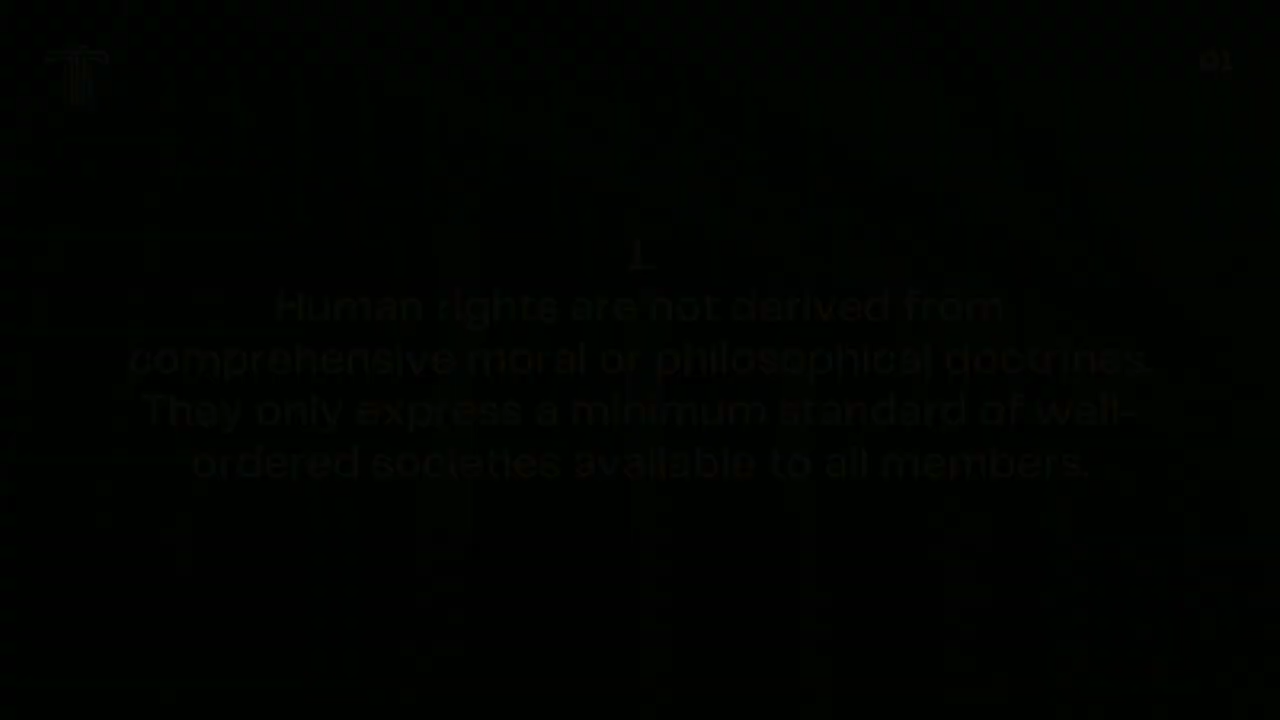 01
1.
Human rights are not derived from
comprehensive moral or philosophical doctrines.
They only express a minimum standard of well-
ordered societies available to all members.